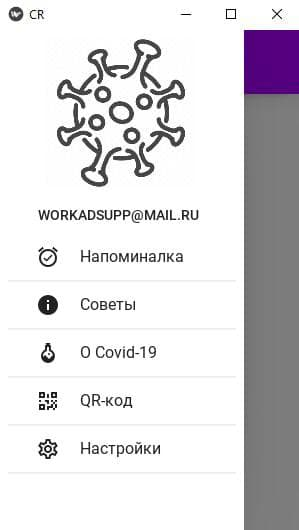 CR
WORKADSUPP@MAIL.RU
Напоминалка
Советы
О Covid-19
QR-код
Настройки